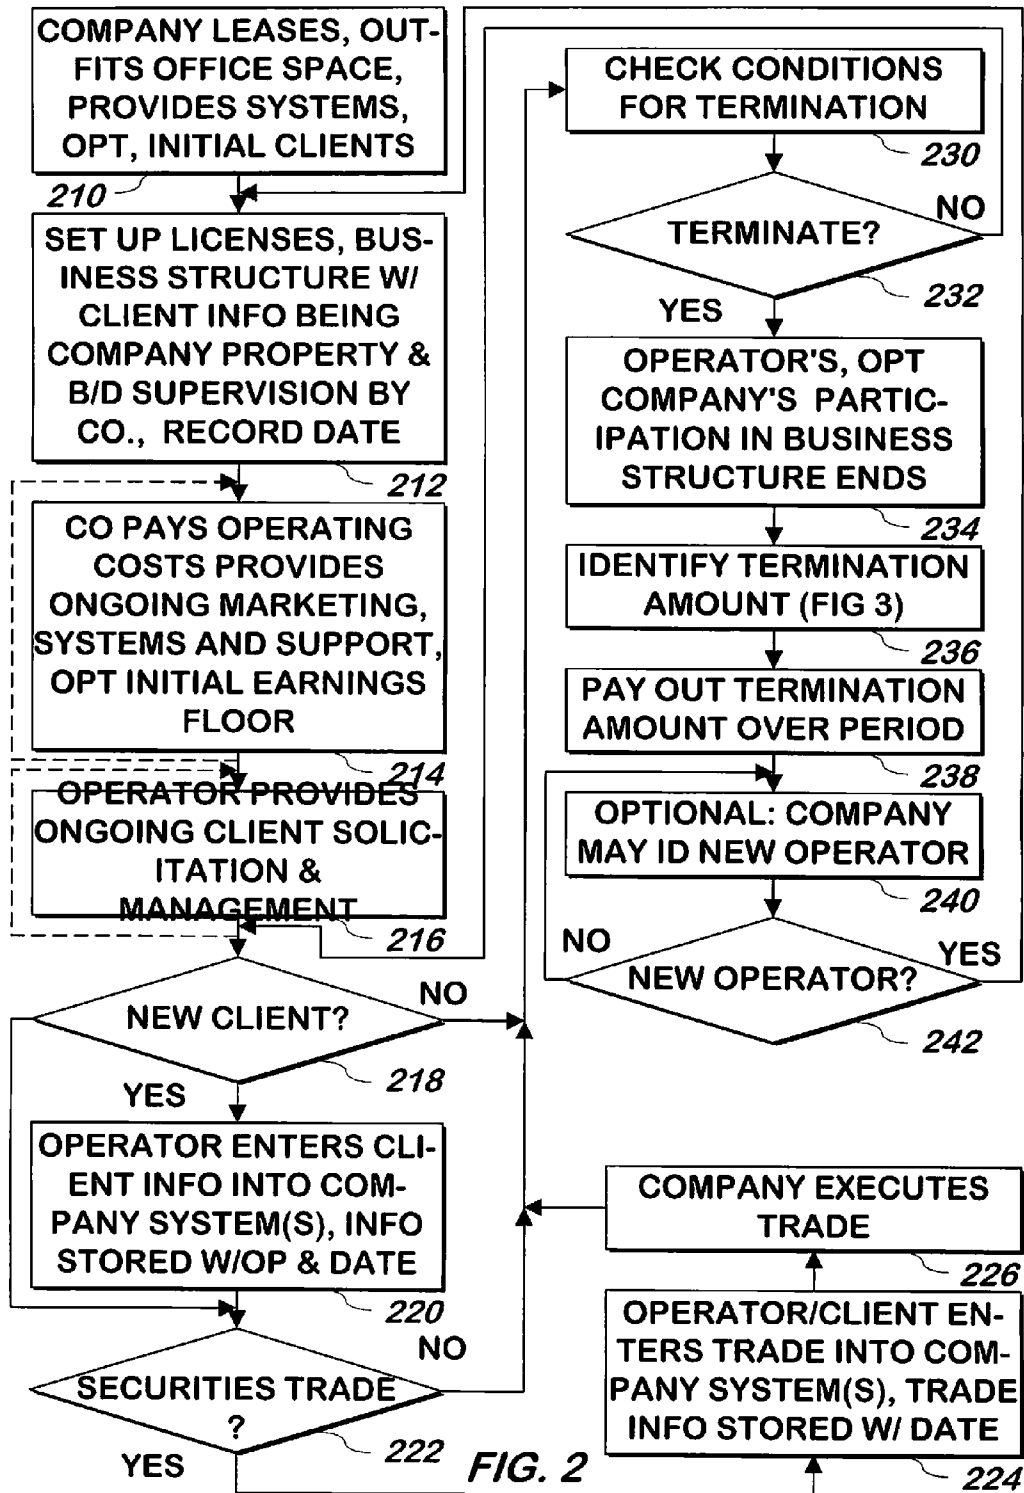 COMPANY LEASES, OUT-
FITS OFFICE SPACE,
PROVIDES SYSTEMS,
OPT, INITIAL CLIENTS
210
SET UP LICENSES, BUS-
INESS STRUCTURE W/
CLIENT INFO BEING
COMPANY PROPERTY &
B/D SUPERVISION BY
CO., RECORD DATE
212
CO PAYS OPERATING
COSTS PROVIDES
ONGOING MARKETING,
SYSTEMS AND SUPPORT,
OPT INITIAL EARNINGS
FLOOR
214
OPERATOR PROVIDES
ONGOING CLIENT SOLIC-
ITATION &
MANAGEMENT
216
NEW CLIENT?
NO
218
YES
OPERATOR ENTERS CLI-
ENT INFO INTO COM-
PANY SYSTEM(S), INFO
STORED W/OP & DATE
220
NO
SECURITIES TRADE
?
222
YES
CHECK CONDITIONS
FOR TERMINATION
230
NO
TERMINATE?
232
YES
OPERATOR'S, OPT
COMPANY'S PARTIC-
IPATION IN BUSINESS
STRUCTURE ENDS
234
IDENTIFY TERMINATION
AMOUNT (FIG 3)
236
PAY OUT TERMINATION
AMOUNT OVER PERIOD
238
OPTIONAL: COMPANY
MAY ID NEW OPERATOR
240
NO
YES
NEW OPERATOR?
242
COMPANY EXECUTES
TRADE
226
OPERATOR/CLIENT EN-
TERS TRADE INTO COM-
PANY SYSTEM(S), TRADE
INFO STORED W/ DATE
224
FIG. 2